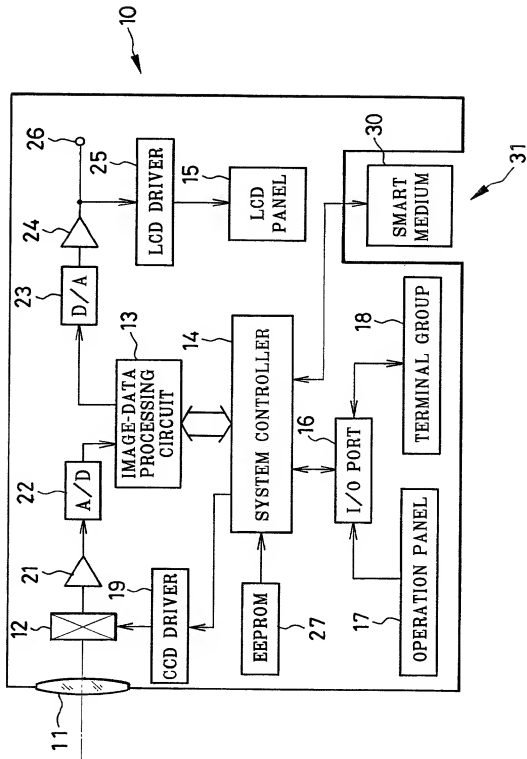 10
26
24
25
LCD DRIVER
15
LCD
PANEL
30
SMART
MEDIUM
31
23
D/A
13
IMAGE-DATA
PROCESSING
CIRCUIT
14
SYSTEM CONTROLLER
16
I/O PORT
18
TERMINAL GROUP
22
A/D
21
12
19
CCD DRIVER
EEPROM
27
17
OPERATION PANEL
11